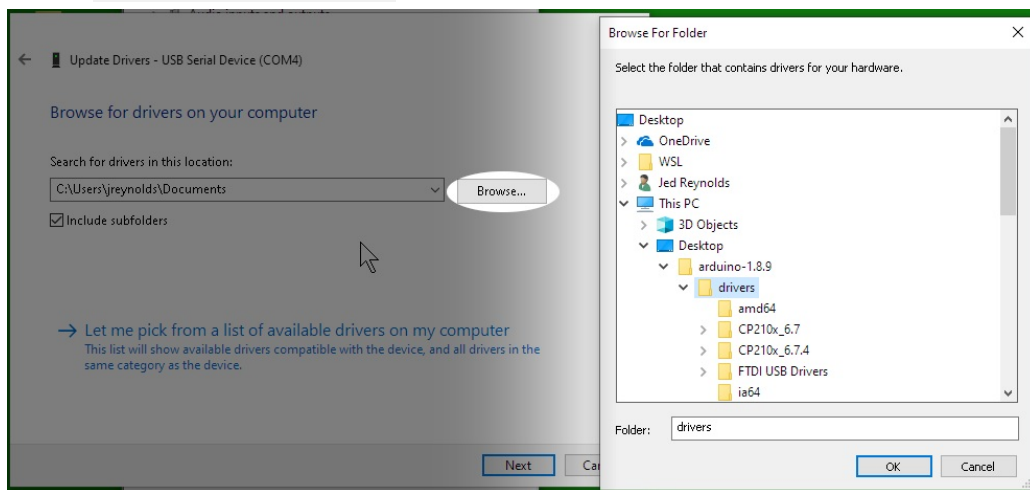 Audio inputs and outputs
Update Drivers - USB Serial Device (COM4)
Browse for drivers on your computer
Search for drivers in this location:
C:\Users\jreynolds\Documents
Browse...
Include subfolders
Let me pick from a list of available drivers on my computer
This list will show available drivers compatible with the device, and all drivers in the
same category as the device.
Next
Browse For Folder
Select the folder that contains drivers for your hardware.
Desktop
OneDrive
WSL
Jed Reynolds
This PC
3D Objects
Desktop
arduino-1.8.9
drivers
amd64
CP210x_6.7
CP210x_6.7.4
FTDI USB Drivers
ia64
Folder:
drivers
OK
Cancel